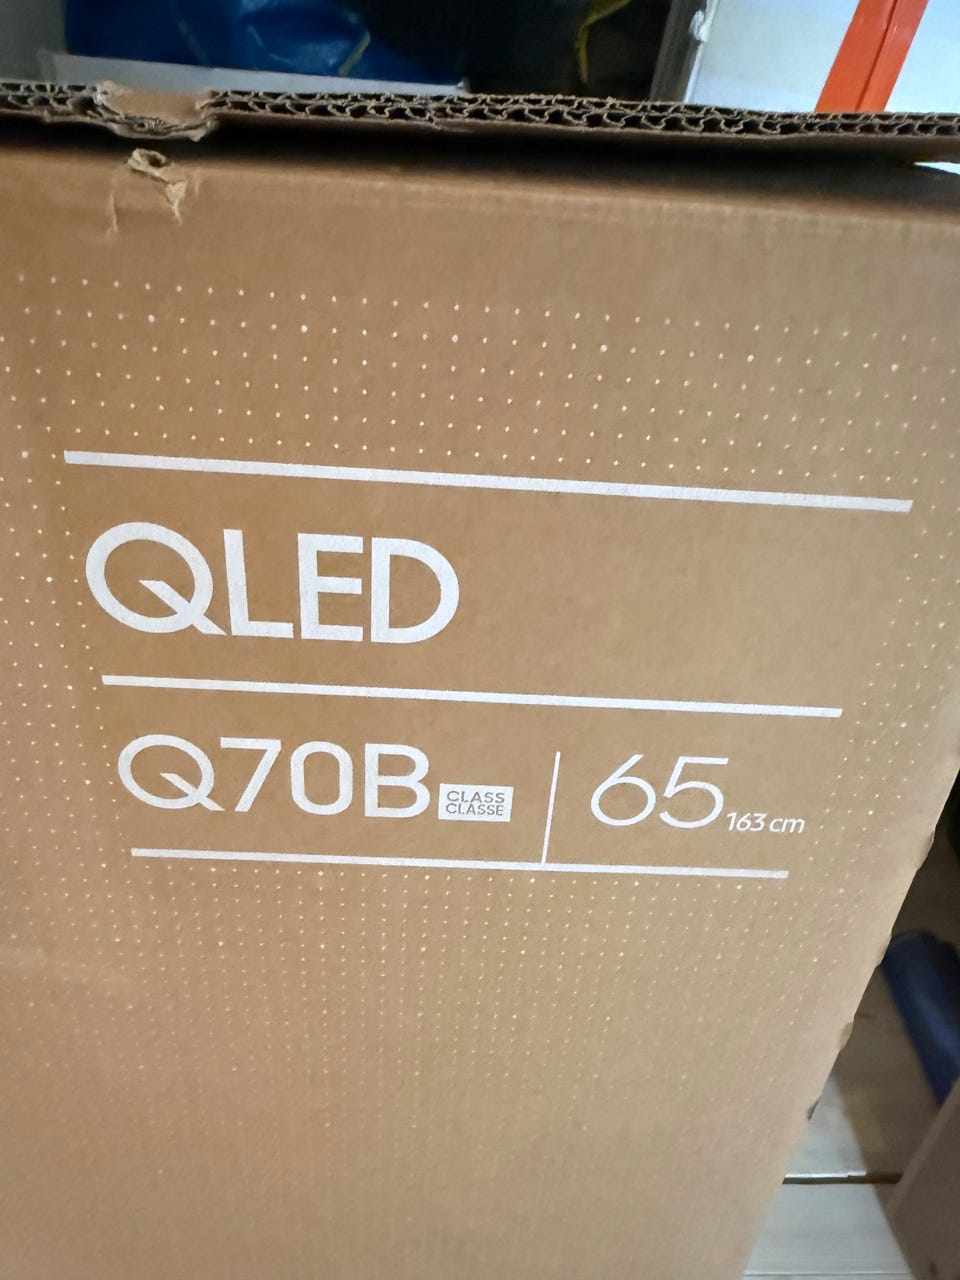 QLED
Q70B CLASS CLASSE 65 163 cm